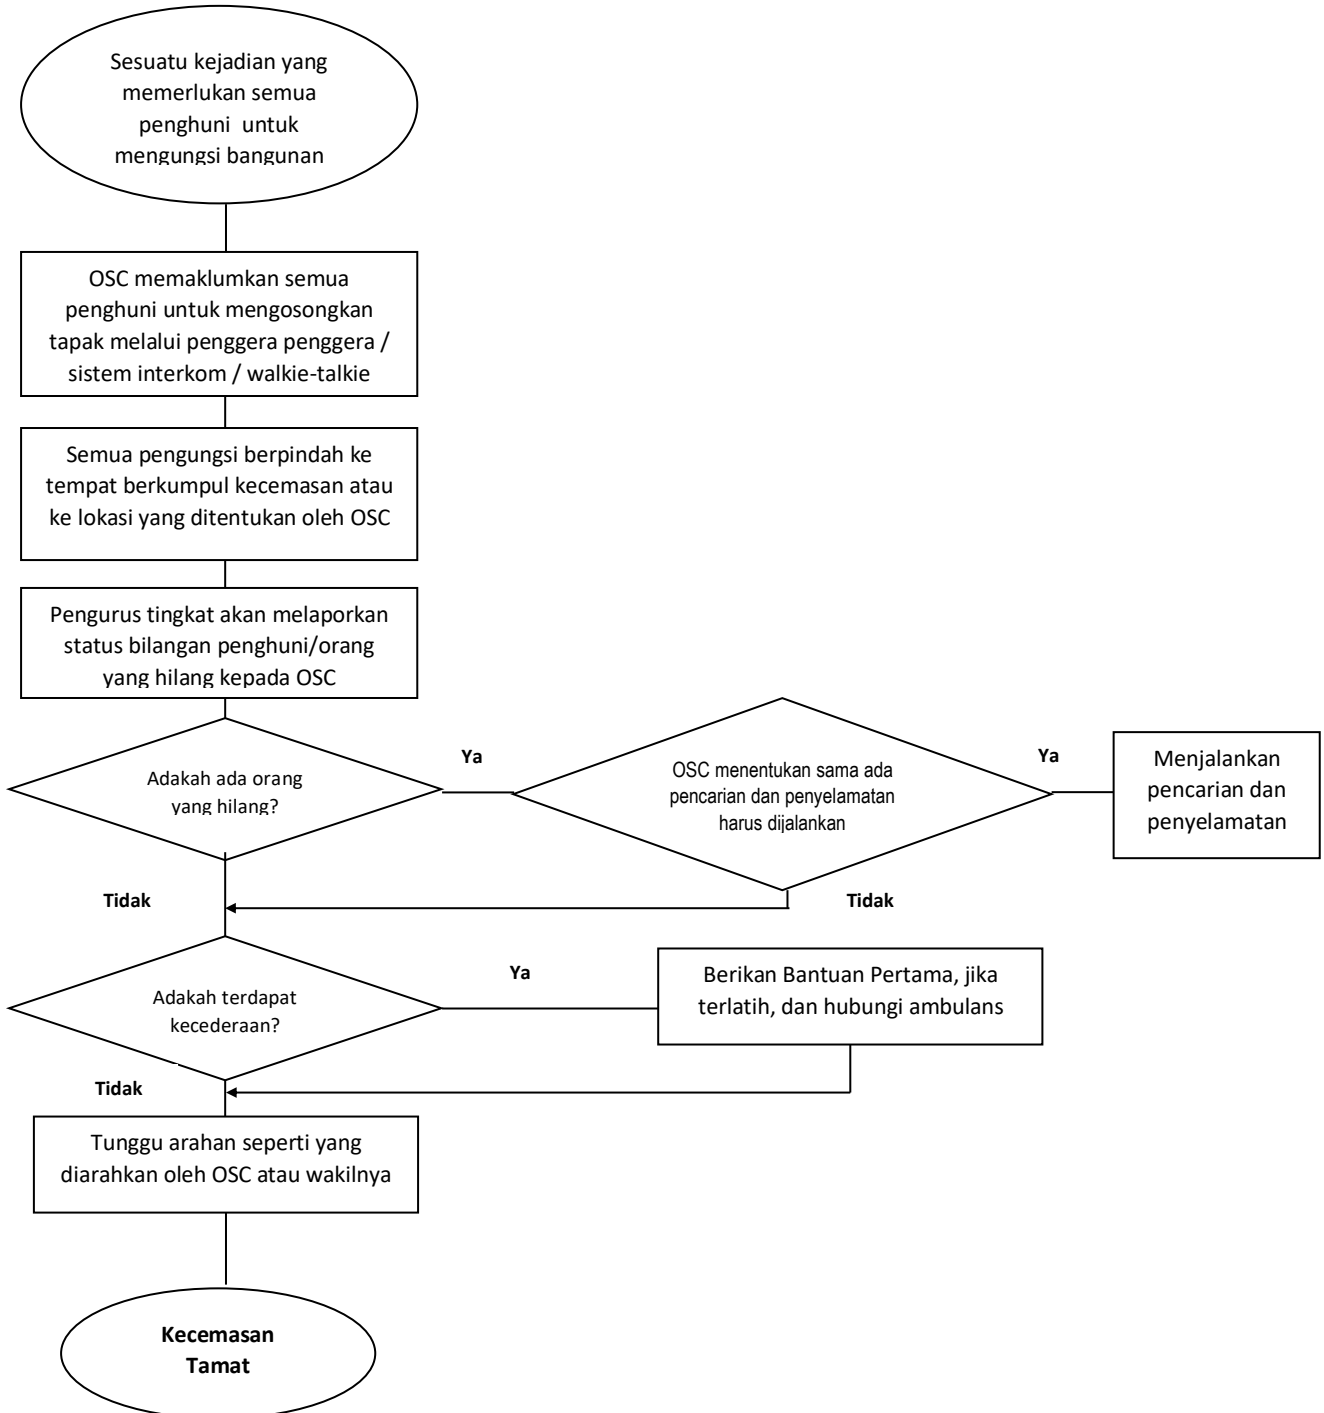 Sesuatu kejadian yang
memerlukan semua
penghuni untuk
mengungsi bangunan
OSC memaklumkan semua
penghuni untuk mengosongkan
tapak melalui penggera penggera /
sistem interkom / walkie-talkie
Semua pengungsi berpindah ke
tempat berkumpul kecemasan atau
ke lokasi yang ditentukan oleh OSC
Pengurus tingkat akan melaporkan
status bilangan penghuni/orang
yang hilang kepada OSC
Adakah ada orang
yang hilang?
Ya
OSC menentukan sama ada
pencarian dan penyelamatan
harus dijalankan
Ya
Menjalankan
pencarian dan
penyelamatan
Tidak
Tidak
Adakah terdapat
kecederaan?
Ya
Berikan Bantuan Pertama, jika
terlatih, dan hubungi ambulans
Tidak
Tunggu arahan seperti yang
diarahkan oleh OSC atau wakilnya
Kecemasan
Tamat